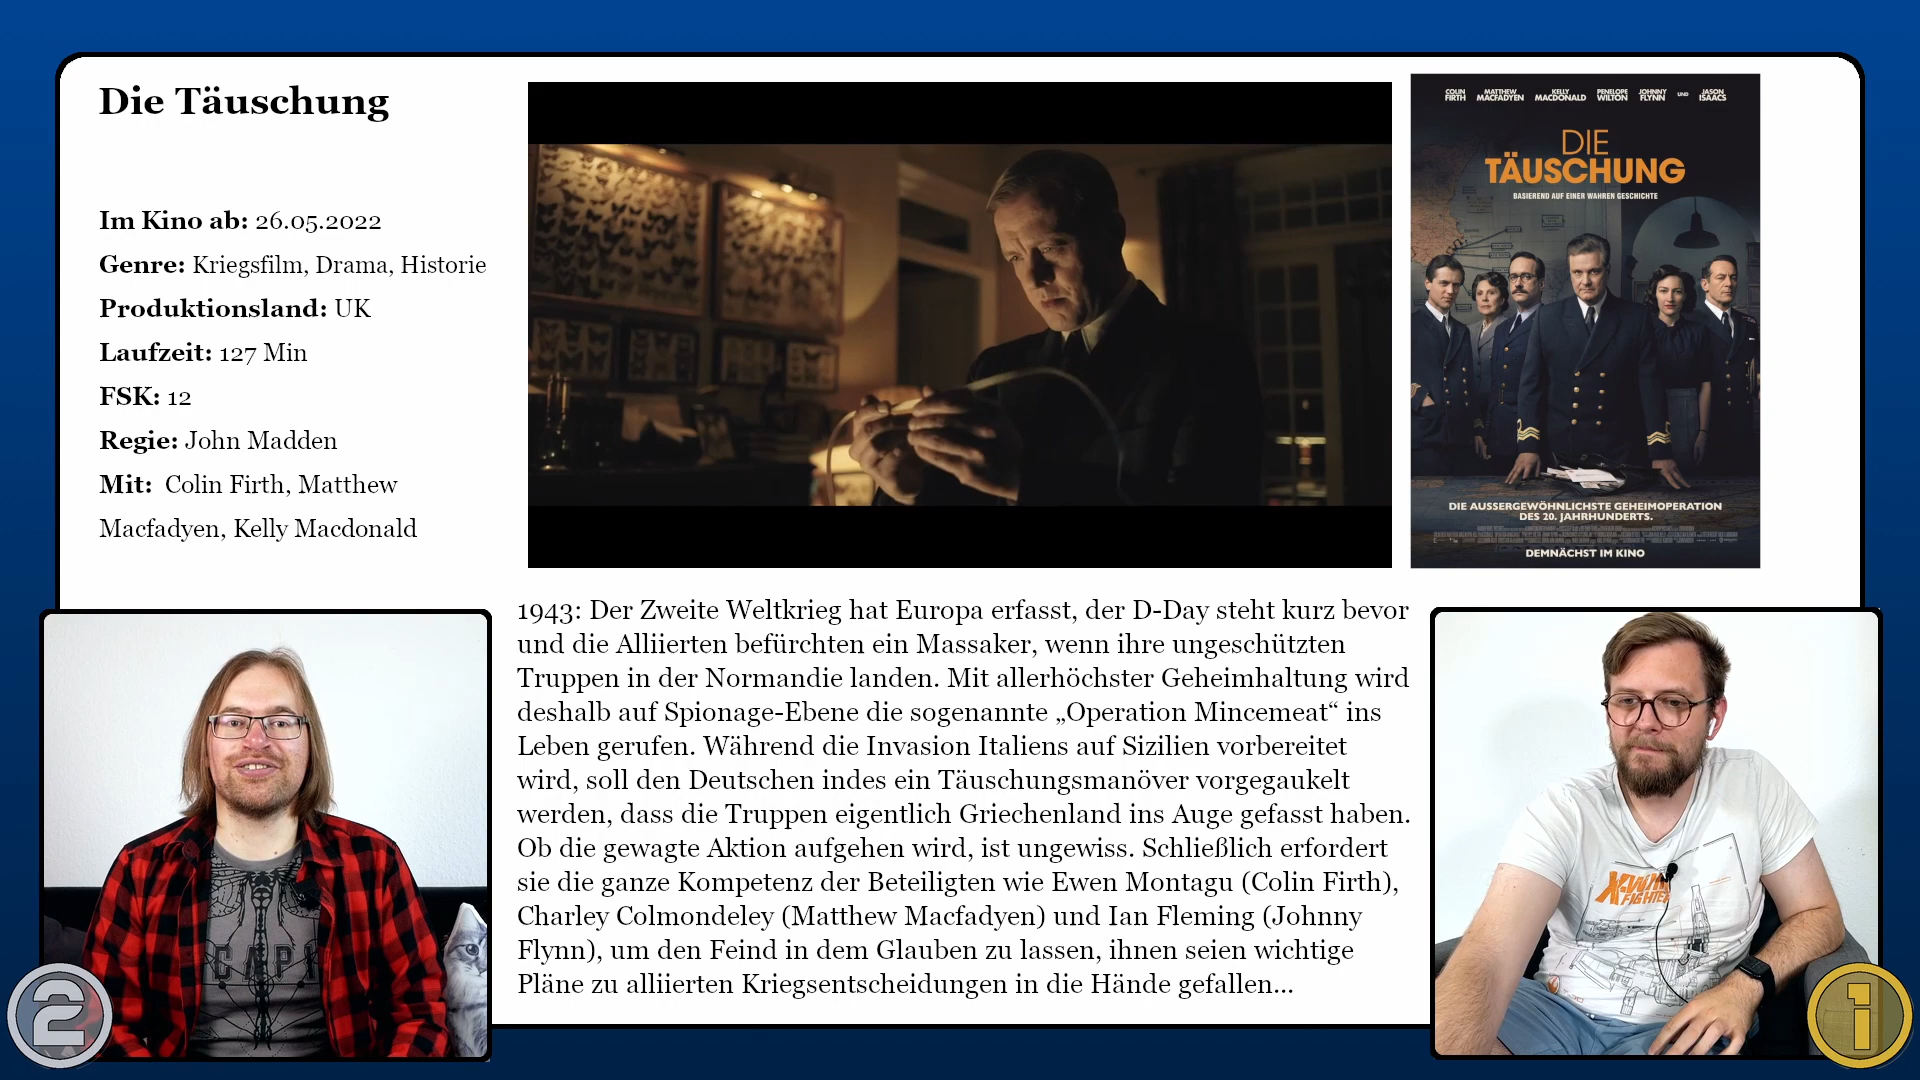 Die Täuschung
Im Kino ab: 26.05.2022
Genre: Kriegsfilm, Drama, Historie
Produktionsland: UK
Laufzeit: 127 Min
FSK: 12
Regie: John Madden
Mit: Colin Firth, Matthew
Macfadyen, Kelly Macdonald
COLIN FIRTH MATTHEW MACFADYEN KELLY MACDONALD PENELOPE WILTON JOHNNY FLYNN UND JASON ISAACS
DIE
TÄUSCHUNG
BASIEREND AUF EINER WAHREN GESCHICHTE
DIE AUSSERGEWÖHNLICHSTE GEHEIMOPERATION
DES 20. JAHRHUNDERTS.
DEMNÄCHST IM KINO
1943: Der Zweite Weltkrieg hat Europa erfasst, der D-Day steht kurz bevor
und die Alliierten befürchten ein Massaker, wenn ihre ungeschützten
Truppen in der Normandie landen. Mit allerhöchster Geheimhaltung wird
deshalb auf Spionage-Ebene die sogenannte „Operation Mincemeat“ ins
Leben gerufen. Während die Invasion Italiens auf Sizilien vorbereitet
wird, soll den Deutschen indes ein Täuschungsmanöver vorgegaukelt
werden, dass die Truppen eigentlich Griechenland ins Auge gefasst haben.
Ob die gewagte Aktion aufgehen wird, ist ungewiss. Schließlich erfordert
sie die ganze Kompetenz der Beteiligten wie Ewen Montagu (Colin Firth),
Charley Colmondeley (Matthew Macfadyen) und Ian Fleming (Johnny
Flynn), um den Feind in dem Glauben zu lassen, ihnen seien wichtige
Pläne zu alliierten Kriegsentscheidungen in die Hände gefallen...
2
1